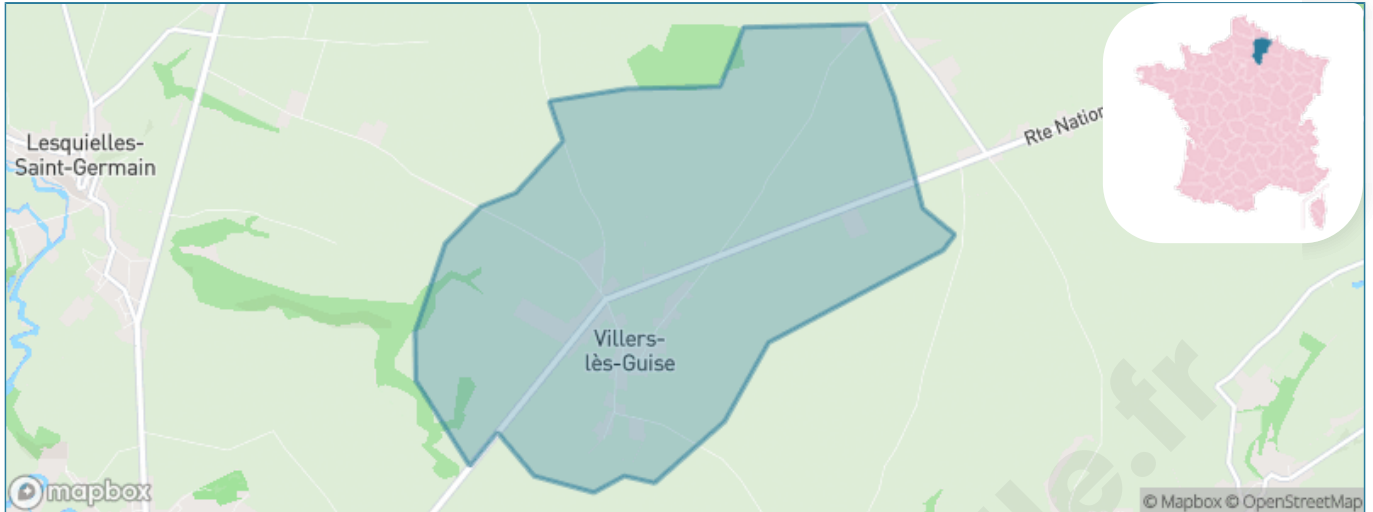 Lesquielles-
Saint-Germain
Rte Nation
Villers-
lès-Guise
mapbox
© Mapbox © OpenStreetMap